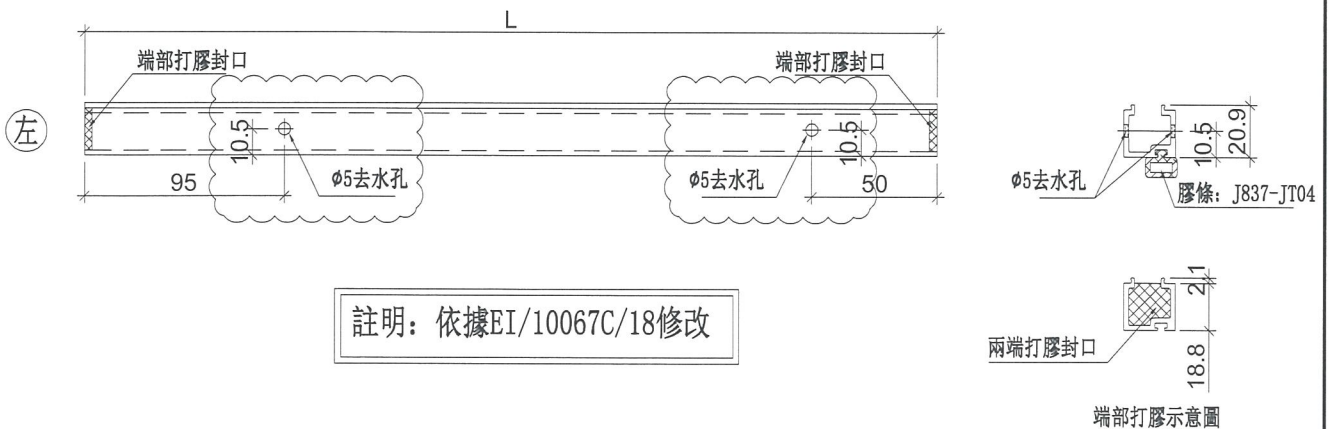 L
端部打膠封口
端部打膠封口
左
10.5
10.5
95
φ5去水孔
φ5去水孔
50
10.5
20.9
φ5去水孔
膠條: J837-JT04
註明: 依據EI/10067C/18修改
2.1
18.8
兩端打膠封口
端部打膠示意圖